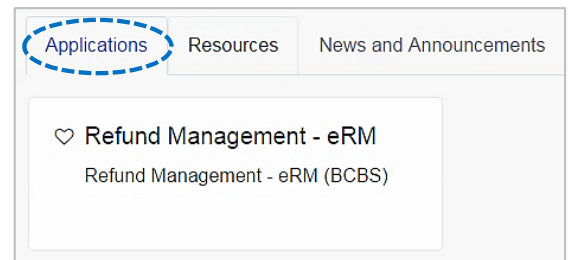 Applications Resources News and Announcements
Refund Management - eRM
Refund Management - eRM (BCBS)